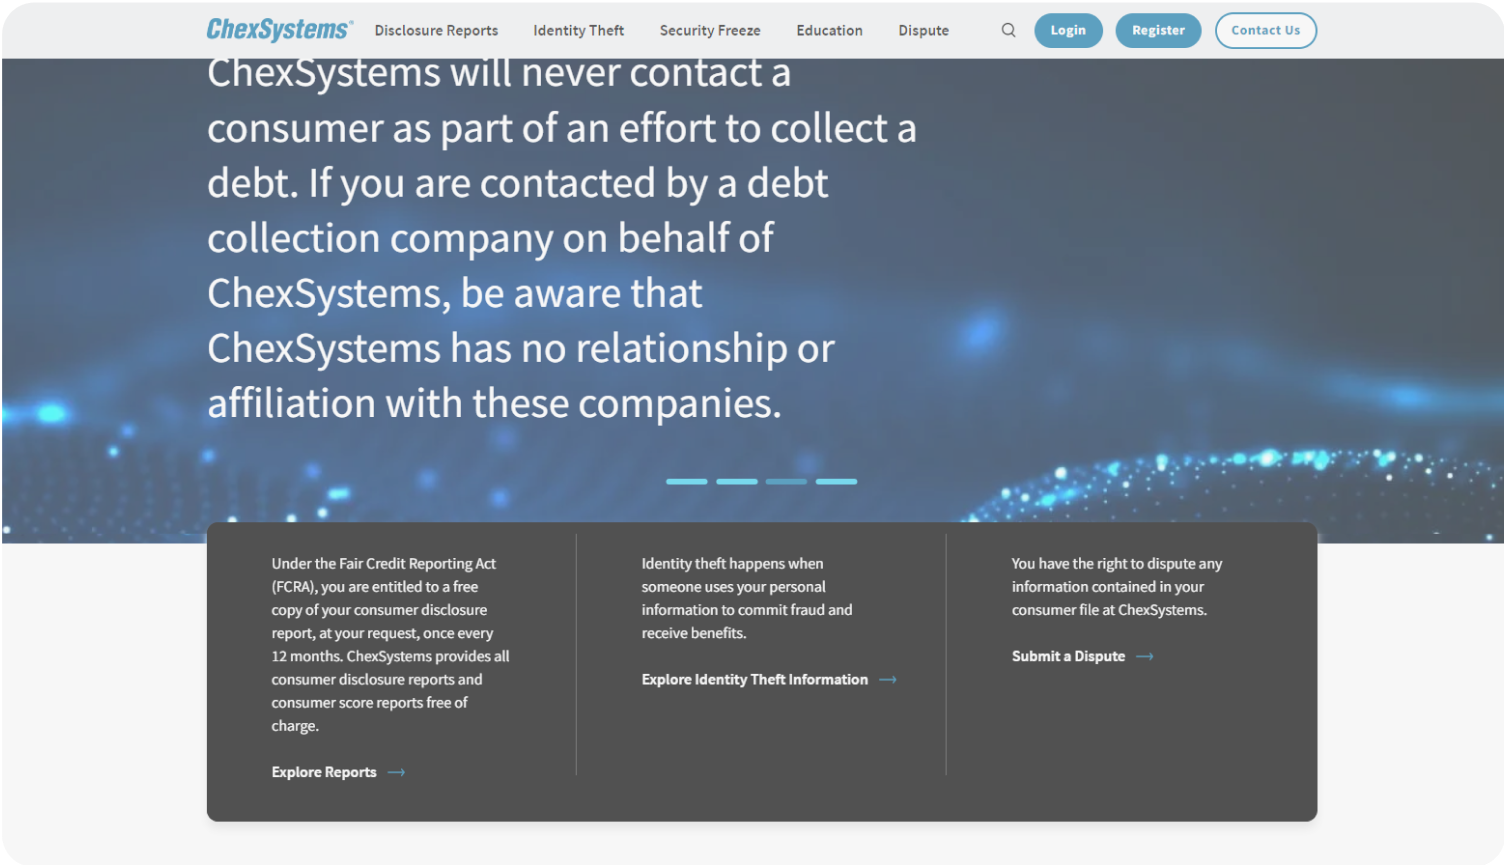 ChexSystems® Disclosure Reports Identity Theft Security Freeze Education Dispute Login Register Contact Us
ChexSystems will never contact a
consumer as part of an effort to collect a
debt. If you are contacted by a debt
collection company on behalf of
ChexSystems, be aware that
ChexSystems has no relationship or
affiliation with these companies.
Under the Fair Credit Reporting Act
(FCRA), you are entitled to a free
copy of your consumer disclosure
report, at your request, once every
12 months. ChexSystems provides all
consumer disclosure reports and
consumer score reports free of
charge.
Explore Reports
Identity theft happens when
someone uses your personal
information to commit fraud and
receive benefits.
Explore Identity Theft Information
You have the right to dispute any
information contained in your
consumer file at ChexSystems.
Submit a Dispute